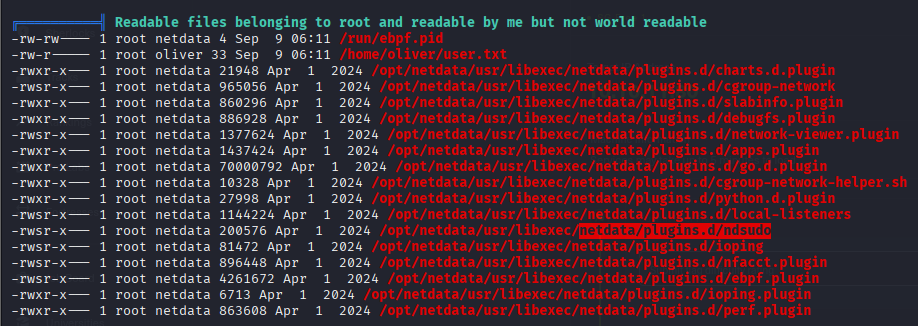 Readable files belonging to root and readable by me but not world readable
-rw-rw---- 1 root netdata 4 Sep  9 06:11 /run/ebpf.pid
-rw-r----- 1 root oliver 33 Sep  9 06:11 /home/oliver/user.txt
-rwxr-x--- 1 root netdata 21948 Apr  1  2024 /opt/netdata/usr/libexec/netdata/plugins.d/charts.d.plugin
-rwsr-x--- 1 root netdata 965056 Apr  1  2024 /opt/netdata/usr/libexec/netdata/plugins.d/cgroup-network
-rwxr-x--- 1 root netdata 860296 Apr  1  2024 /opt/netdata/usr/libexec/netdata/plugins.d/slabinfo.plugin
-rwxr-x--- 1 root netdata 886928 Apr  1  2024 /opt/netdata/usr/libexec/netdata/plugins.d/debugfs.plugin
-rwsr-x--- 1 root netdata 1377624 Apr  1  2024 /opt/netdata/usr/libexec/netdata/plugins.d/network-viewer.plugin
-rwxr-x--- 1 root netdata 1437424 Apr  1  2024 /opt/netdata/usr/libexec/netdata/plugins.d/apps.plugin
-rwxr-x--- 1 root netdata 70000792 Apr  1  2024 /opt/netdata/usr/libexec/netdata/plugins.d/go.d.plugin
-rwxr-x--- 1 root netdata 10328 Apr  1  2024 /opt/netdata/usr/libexec/netdata/plugins.d/cgroup-network-helper.sh
-rwxr-x--- 1 root netdata 27998 Apr  1  2024 /opt/netdata/usr/libexec/netdata/plugins.d/python.d.plugin
-rwsr-x--- 1 root netdata 1144224 Apr  1  2024 /opt/netdata/usr/libexec/netdata/plugins.d/local-listeners
-rwsr-x--- 1 root netdata 200576 Apr  1  2024 /opt/netdata/usr/libexec/netdata/plugins.d/ndsudo
-rwsr-x--- 1 root netdata 81472 Apr  1  2024 /opt/netdata/usr/libexec/netdata/plugins.d/ioping
-rwsr-x--- 1 root netdata 896448 Apr  1  2024 /opt/netdata/usr/libexec/netdata/plugins.d/nfacct.plugin
-rwsr-x--- 1 root netdata 4261672 Apr  1  2024 /opt/netdata/usr/libexec/netdata/plugins.d/ebpf.plugin
-rwxr-x--- 1 root netdata 6713 Apr  1  2024 /opt/netdata/usr/libexec/netdata/plugins.d/ioping.plugin
-rwxr-x--- 1 root netdata 863608 Apr  1  2024 /opt/netdata/usr/libexec/netdata/plugins.d/perf.plugin